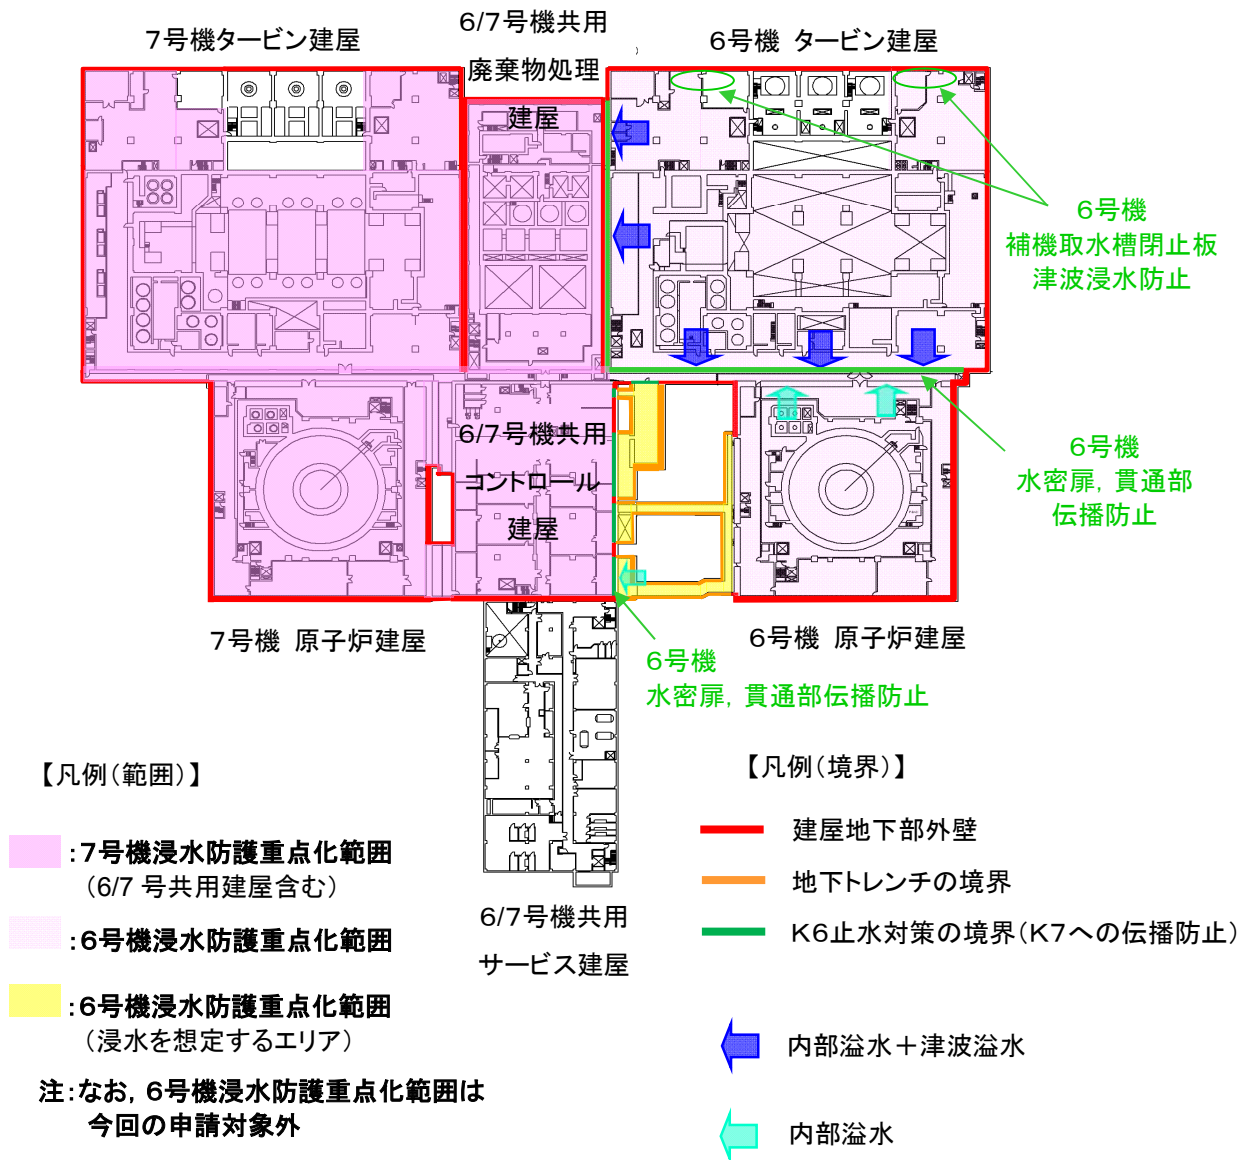 7号機タービン建屋
6/7号機共用
廃棄物処理
建屋
6号機 タービン建屋
6号機
補機取水槽閉止板
津波浸水防止
6/7号機共用
コントロール
建屋
6号機
水密扉，貫通部
伝播防止
7号機 原子炉建屋
6号機 原子炉建屋
6号機
水密扉，貫通部伝播防止
6/7号機共用
サービス建屋
【凡例（範囲）】
：7号機浸水防護重点化範囲
（6/7 号共用建屋含む）
：6号機浸水防護重点化範囲
：6号機浸水防護重点化範囲
（浸水を想定するエリア）
注：なお，6号機浸水防護重点化範囲は
今回の申請対象外
【凡例（境界）】
建屋地下部外壁
地下トレンチの境界
K6止水対策の境界（K7への伝播防止）
内部溢水＋津波溢水
内部溢水